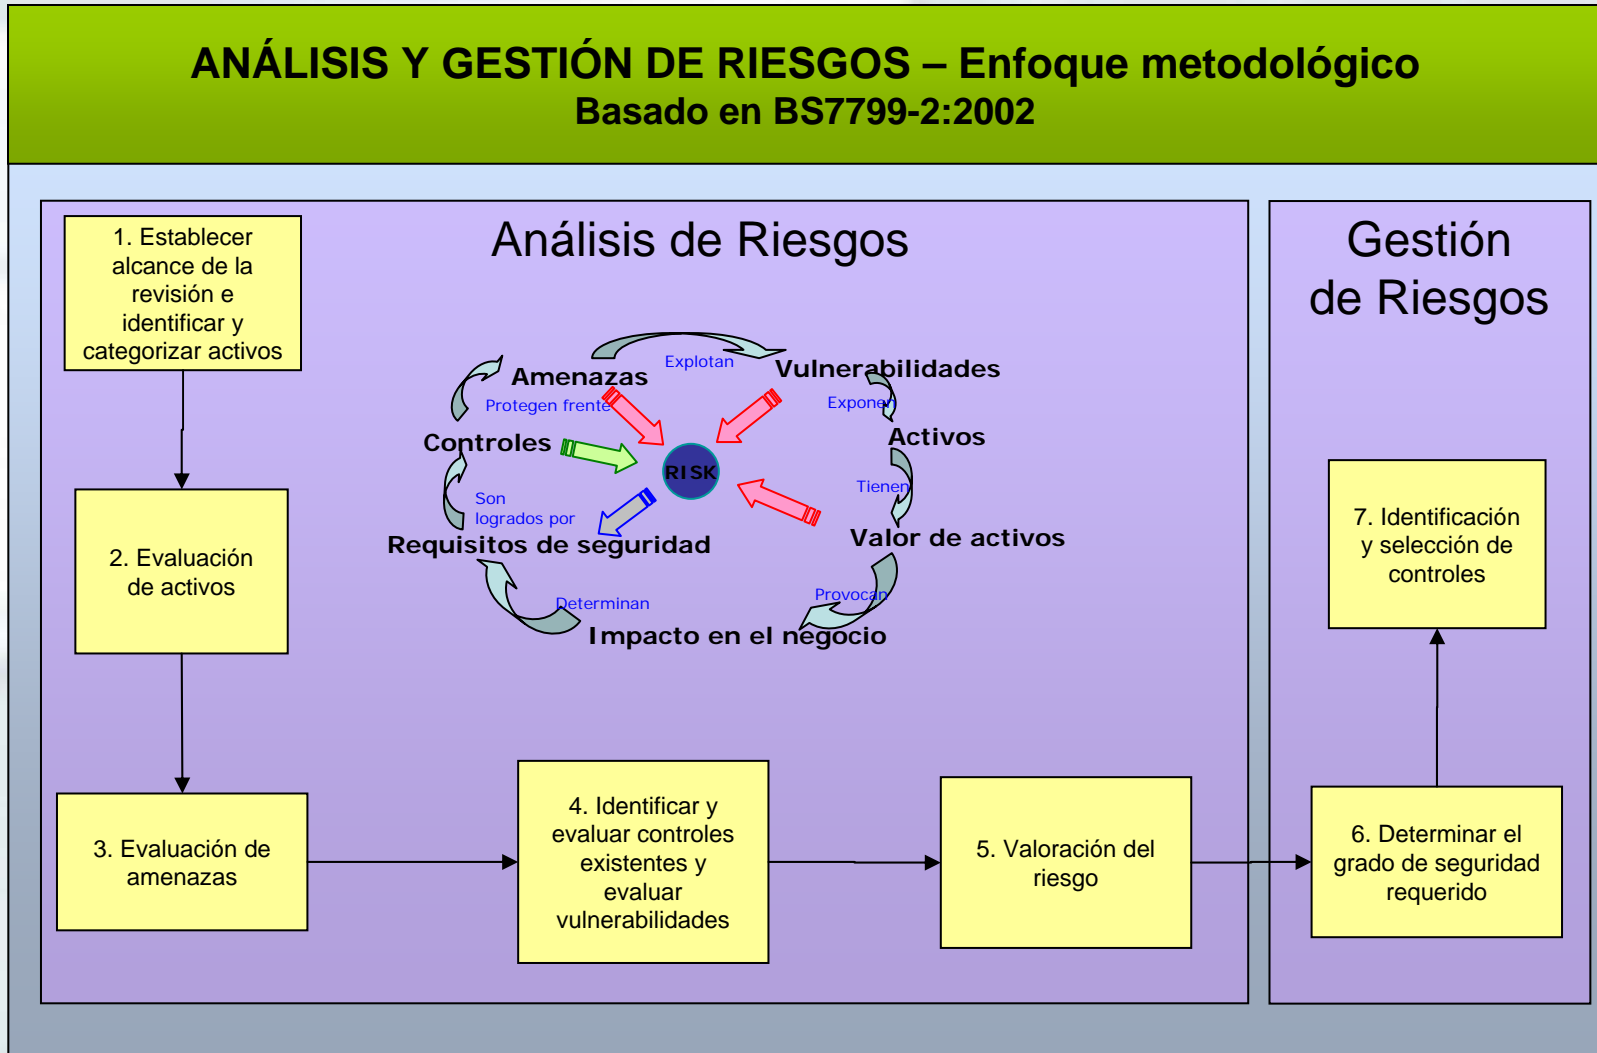 ANÁLISIS Y GESTIÓN DE RIESGOS – Enfoque metodológico
Basado en BS7799-2:2002
Análisis de Riesgos
1. Establecer
alcance de la
revisión e
identificar y
categorizar activos
2. Evaluación
de activos
3. Evaluación de
amenazas
4. Identificar y
evaluar controles
existentes y
evaluar
vulnerabilidades
5. Valoración del
riesgo
Amenazas
Explotan
Vulnerabilidades
Exponen
Activos
Tienen
Valor de activos
Provocan
Impacto en el negocio
Determinan
Requisitos de seguridad
Son
logrados por
Controles
Protegen frente
RISK
Gestión
de Riesgos
6. Determinar el
grado de seguridad
requerido
7. Identificación
y selección de
controles